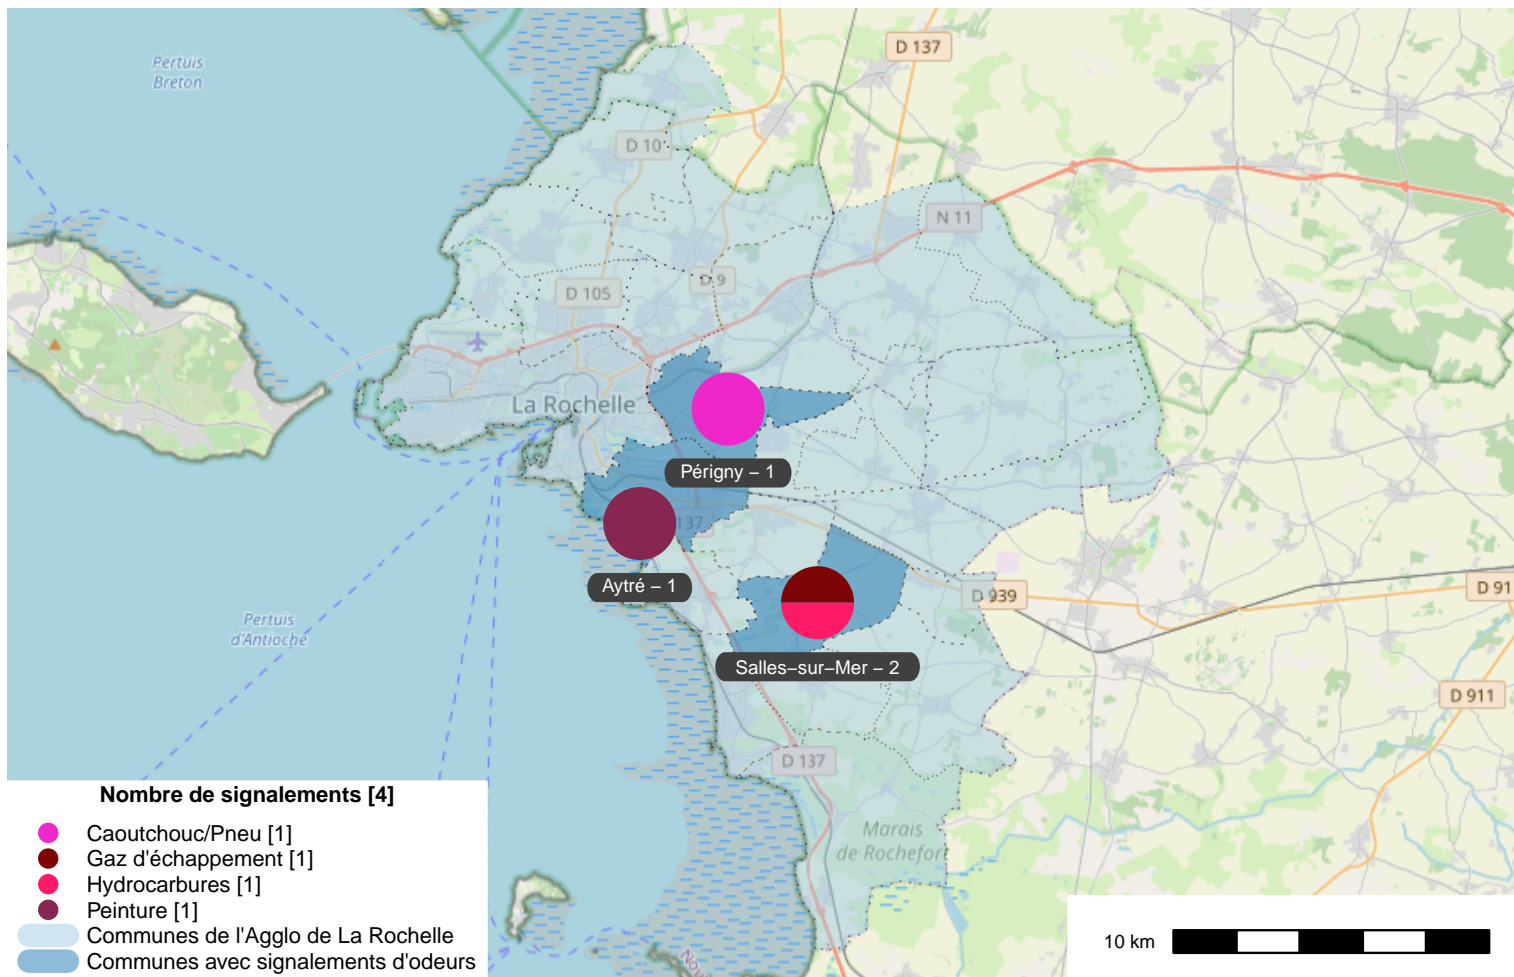 Pertuis
Breton
D 137
D 10
N 11
D 9
D 105
La Rochelle
Périgny – 1
137
Aytré – 1
D 939
D 91
Pertuis
d'Antioche
Salles–sur–Mer – 2
D 911
D 137
Marais
de Rochefort
Nombre de signalements [4]
Caoutchouc/Pneu [1]
Gaz d'échappement [1]
Hydrocarbures [1]
Peinture [1]
Communes de l'Agglo de La Rochelle
Communes avec signalements d'odeurs
10 km